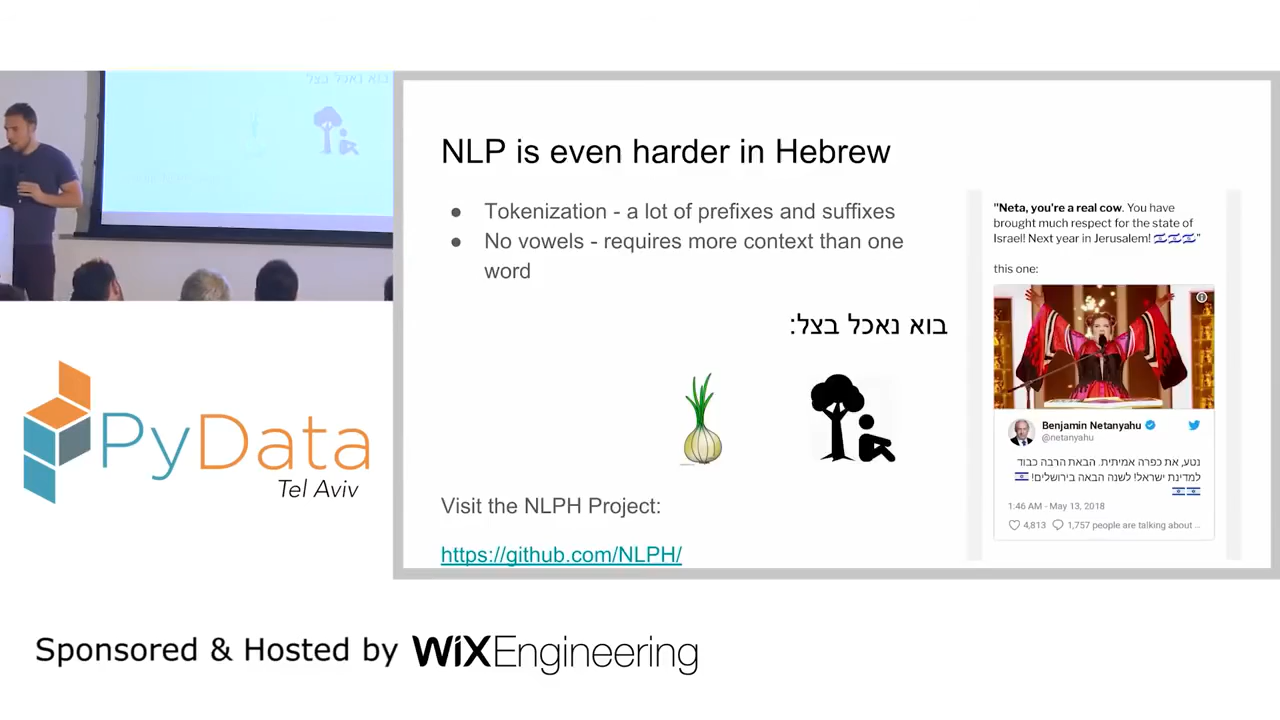 בוא נאכל בצל
NLP is even harder in Hebrew
● Tokenization - a lot of prefixes and suffixes
● No vowels - requires more context than one
word
בוא נאכל בצל:
Visit the NLPH Project:
https://github.com/NLPH/
"Neta, you're a real cow. You have
brought much respect for the state of
Israel! Next year in Jerusalem! 🇮🇱🇮🇱🇮🇱"
this one:
Benjamin Netanyahu
@netanyahu
נטע, את כפרה אמיתית. הבאת הרבה כבוד
למדינת ישראל! לשנה הבאה בירושלים! 🇮🇱
🇮🇱🇮🇱
1:46 AM - May 13, 2018
4,813 1,757 people are talking about ...
PyData
Tel Aviv
Sponsored & Hosted by WiX Engineering